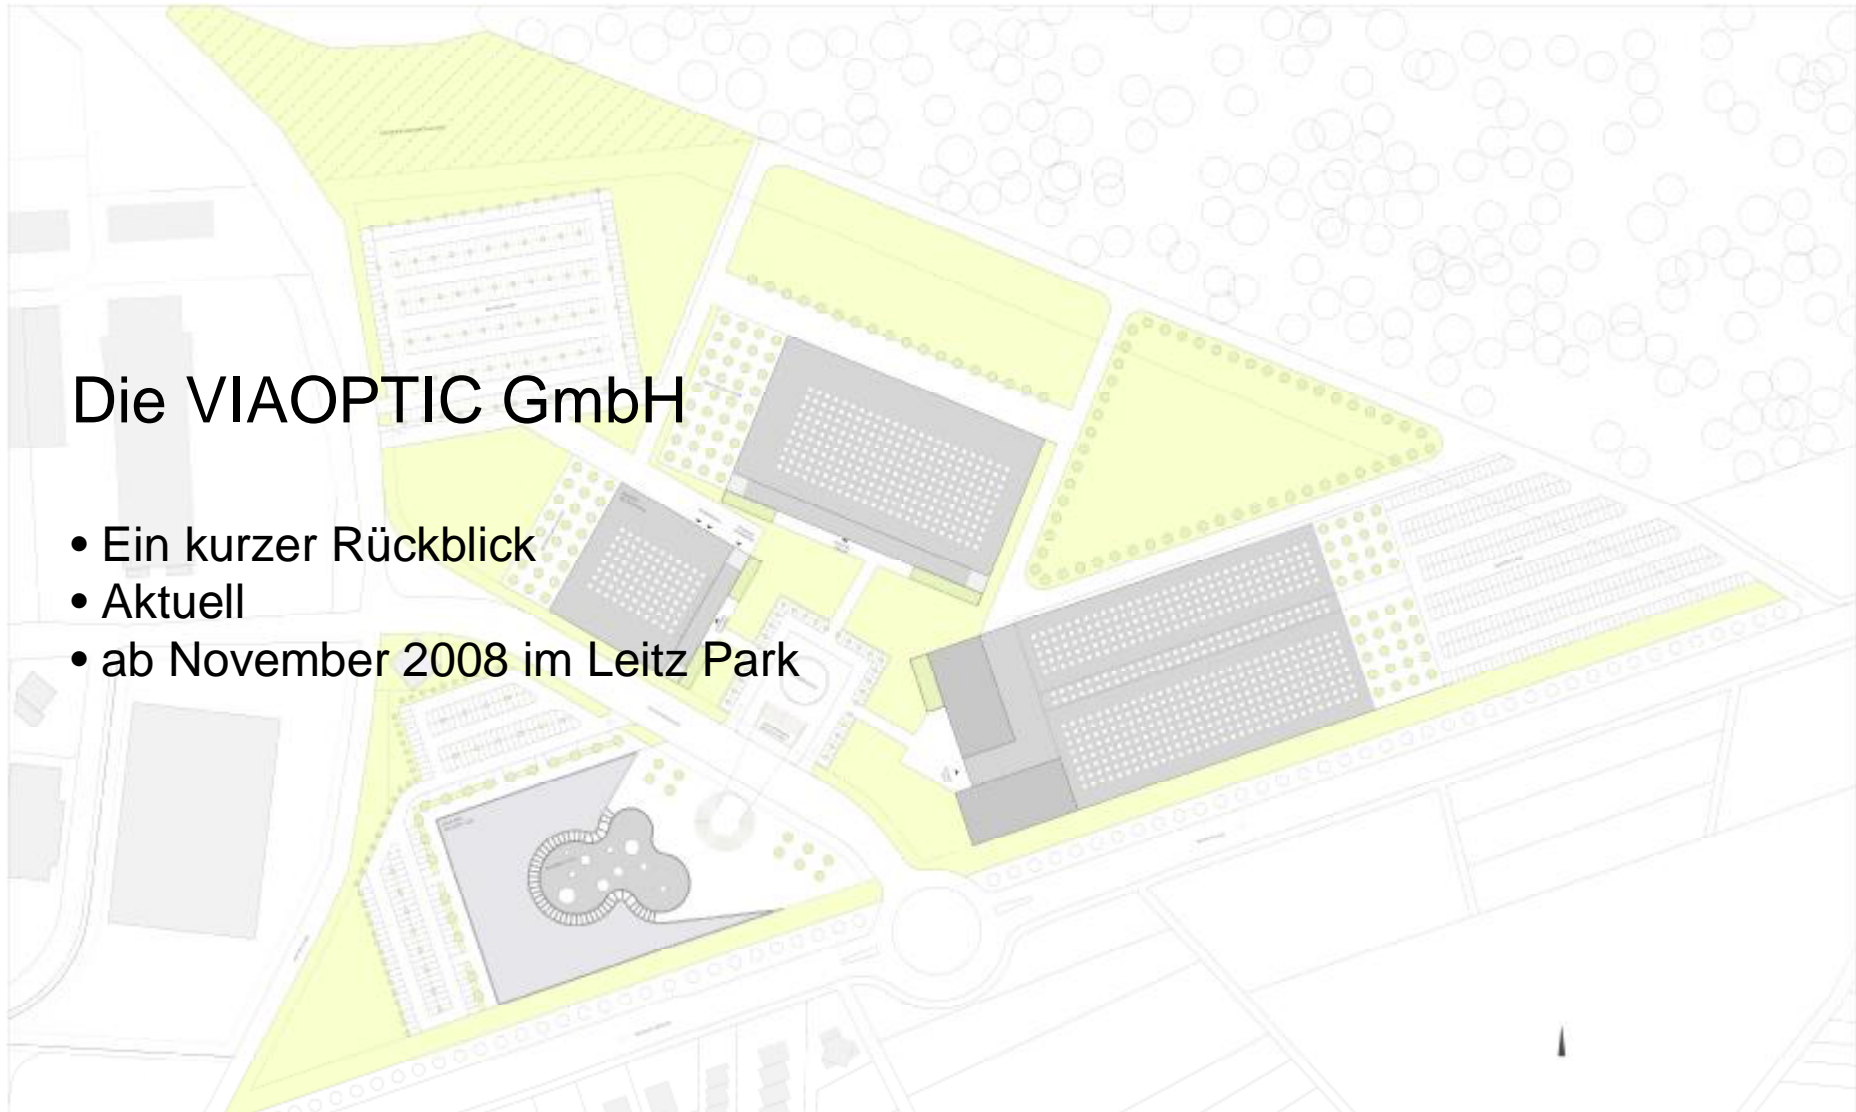 Die VIAOPTIC GmbH
• Ein kurzer Rückblick
• Aktuell
• ab November 2008 im Leitz Park